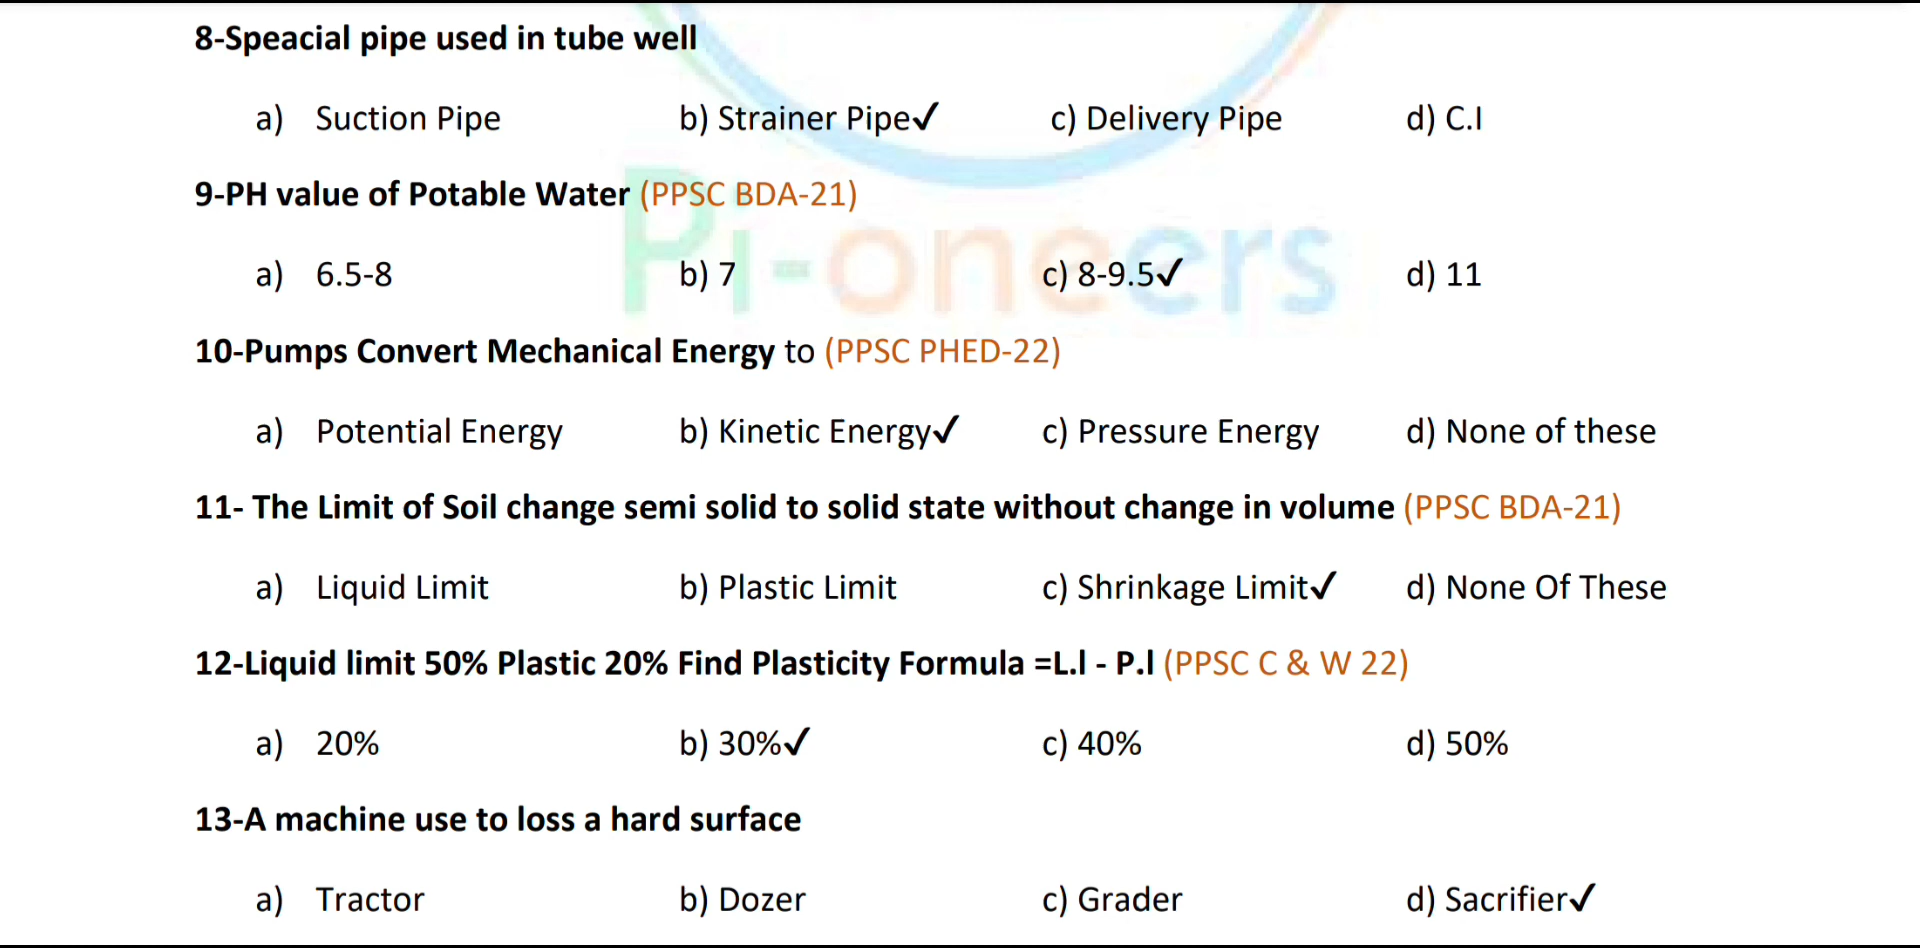 8-Speacial pipe used in tube well
a) Suction Pipe b) Strainer Pipe✓ c) Delivery Pipe d) C.I
9-PH value of Potable Water (PPSC BDA-21)
Pi-oneers
a) 6.5-8 b) 7 c) 8-9.5✓ d) 11
10-Pumps Convert Mechanical Energy to (PPSC PHED-22)
a) Potential Energy b) Kinetic Energy✓ c) Pressure Energy d) None of these
11- The Limit of Soil change semi solid to solid state without change in volume (PPSC BDA-21)
a) Liquid Limit b) Plastic Limit c) Shrinkage Limit✓ d) None Of These
12-Liquid limit 50% Plastic 20% Find Plasticity Formula =L.l - P.l (PPSC C & W 22)
a) 20% b) 30%✓ c) 40% d) 50%
13-A machine use to loss a hard surface
a) Tractor b) Dozer c) Grader d) Sacrifier✓